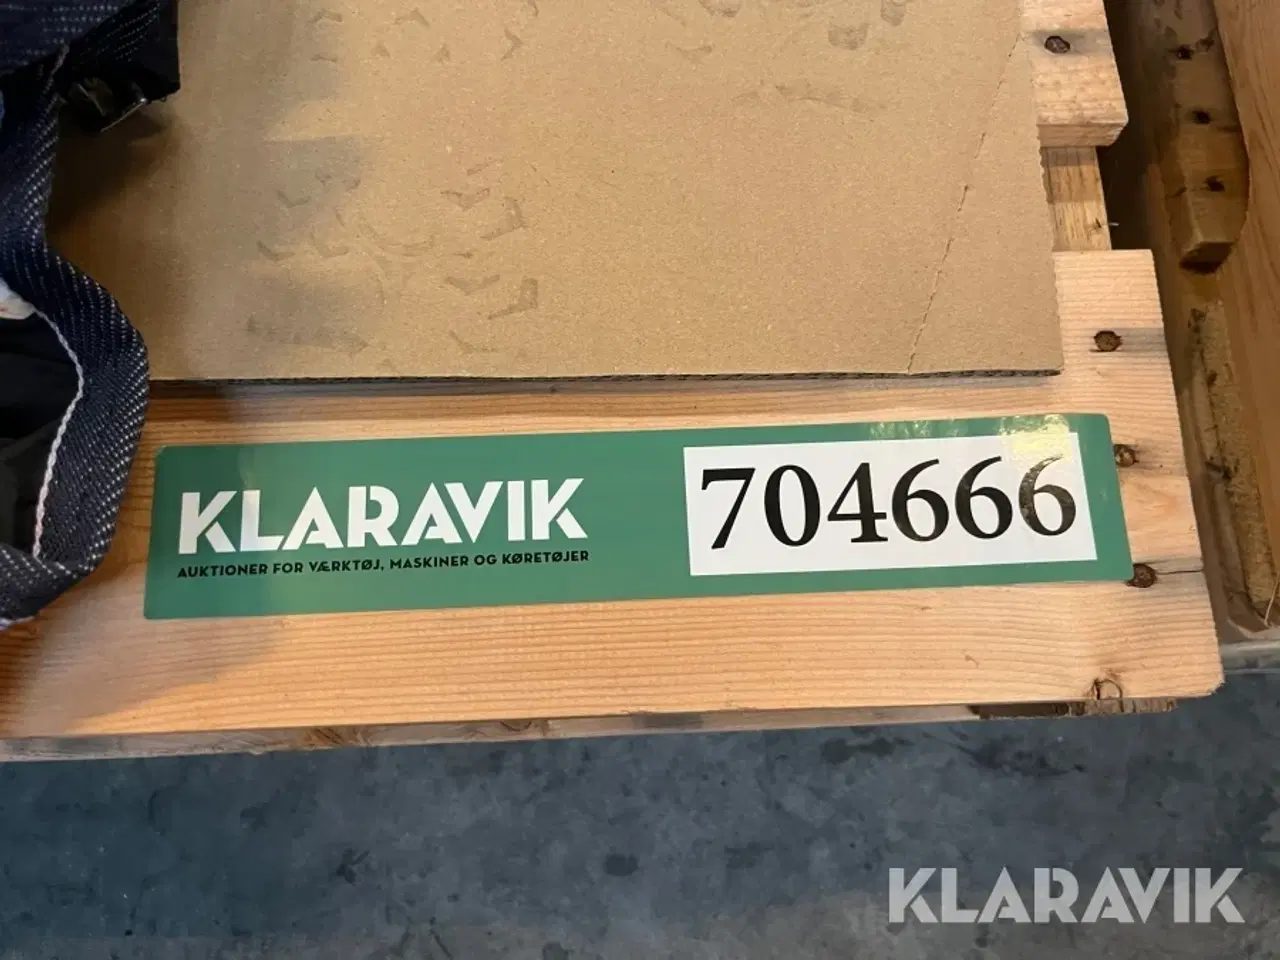 KLARAVIK
AUKTIONER FOR VÆRKTØJ, MASKINER OG KØRETØJER
704666
KLARAVIK